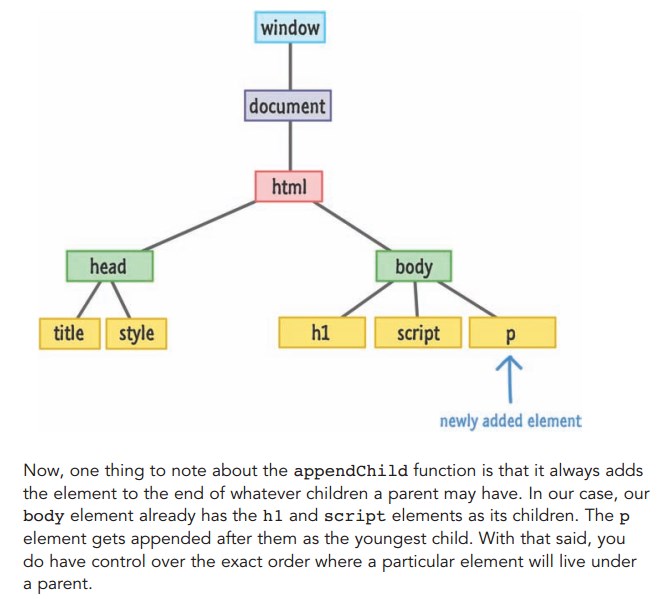 window
document
html
head
body
title
style
h1
script
p
newly added element
Now, one thing to note about the appendChild function is that it always adds
the element to the end of whatever children a parent may have. In our case, our
body element already has the h1 and script elements as its children. The p
element gets appended after them as the youngest child. With that said, you
do have control over the exact order where a particular element will live under
a parent.